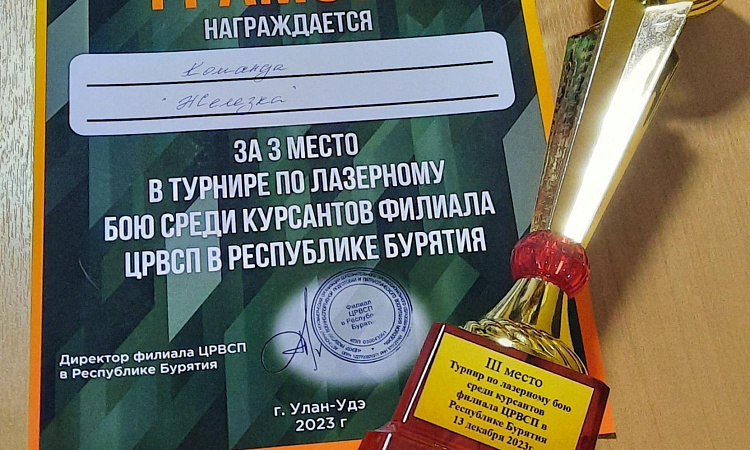 НАГРАЖДАЕТСЯ
Команда
"Железка"
ЗА 3 МЕСТО
В ТУРНИРЕ ПО ЛАЗЕРНОМУ
БОЮ СРЕДИ КУРСАНТОВ ФИЛИАЛА
ЦРВСП В РЕСПУБЛИКЕ БУРЯТИЯ
Филиал
ЦРВСП
в Респуб
Бурят
Директор филиала ЦРВСП
в Республике Бурятия
г. Улан-Удэ
2023 г
III место
Турнир по лазерному бою
среди курсантов
филиала ЦРВСП в
Республике Бурятия
13 декабря 2023г.